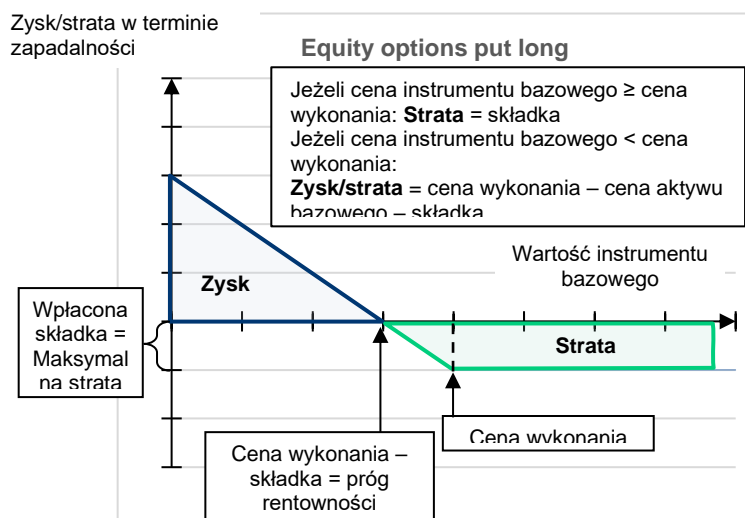 Zysk/strata w terminie
zapadalności
Equity options put long
Jeżeli cena instrumentu bazowego ≥ cena
wykonania: Strata = składka
Jeżeli cena instrumentu bazowego < cena
wykonania:
Zysk/strata = cena wykonania – cena aktywu
bazowego – składka
Wartość instrumentu
bazowego
Zysk
Wpłacona
składka =
Maksymal
na strata
Strata
Cena wykonania –
składka = próg
rentowności
Cena wykonania